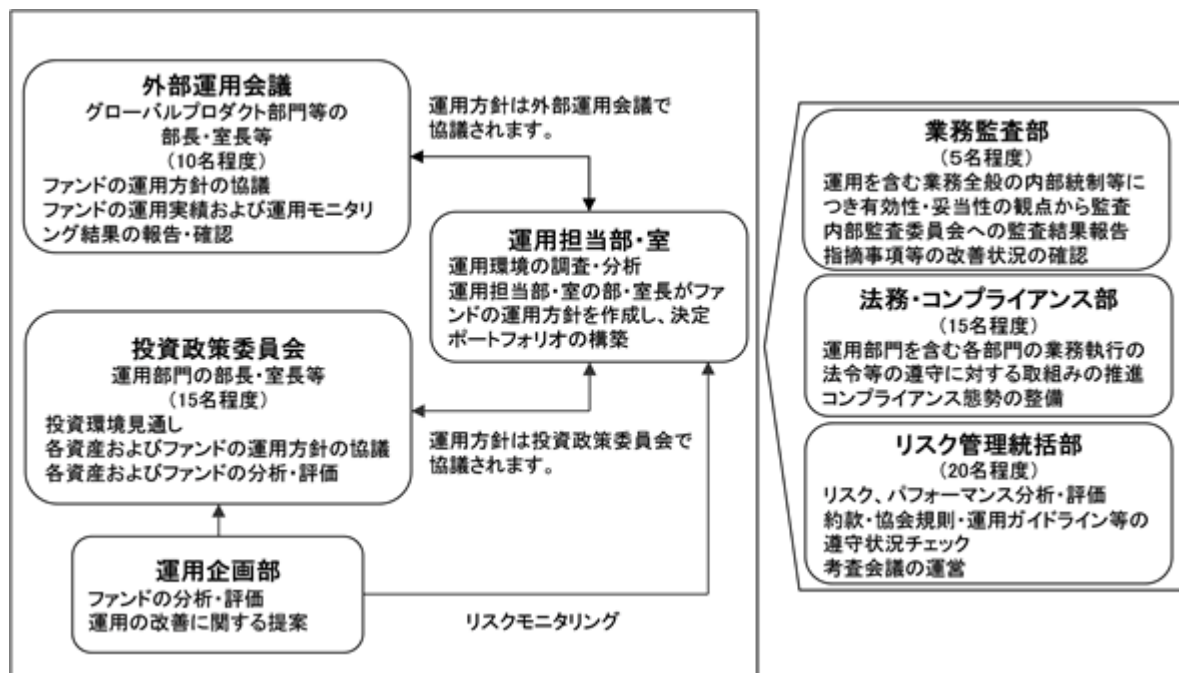 外部運用会議
グローバルプロダクト部門等の
部長・室長等
(10名程度)
ファンドの運用方針の協議
ファンドの運用実績および運用モニタリ
ング結果の報告・確認
運用方針は外部運用会議で
協議されます。
運用担当部・室
運用環境の調査・分析
運用担当部・室の部・室長がファ
ンドの運用方針を作成し、決定
ポートフォリオの構築
投資政策委員会
運用部門の部長・室長等
(15名程度)
投資環境見通し
各資産およびファンドの運用方針の協議
各資産およびファンドの分析・評価
運用方針は投資政策委員会で
協議されます。
運用企画部
ファンドの分析・評価
運用の改善に関する提案
リスクモニタリング
業務監査部
(5名程度)
運用を含む業務全般の内部統制等に
つき有効性・妥当性の観点から監査
内部監査委員会への監査結果報告
指摘事項等の改善状況の確認
法務・コンプライアンス部
(15名程度)
運用部門を含む各部門の業務執行の
法令等の遵守に対する取組みの推進
コンプライアンス態勢の整備
リスク管理統括部
(20名程度)
リスク、パフォーマンス分析・評価
約款・協会規則・運用ガイドライン等の
遵守状況チェック
考査会議の運営